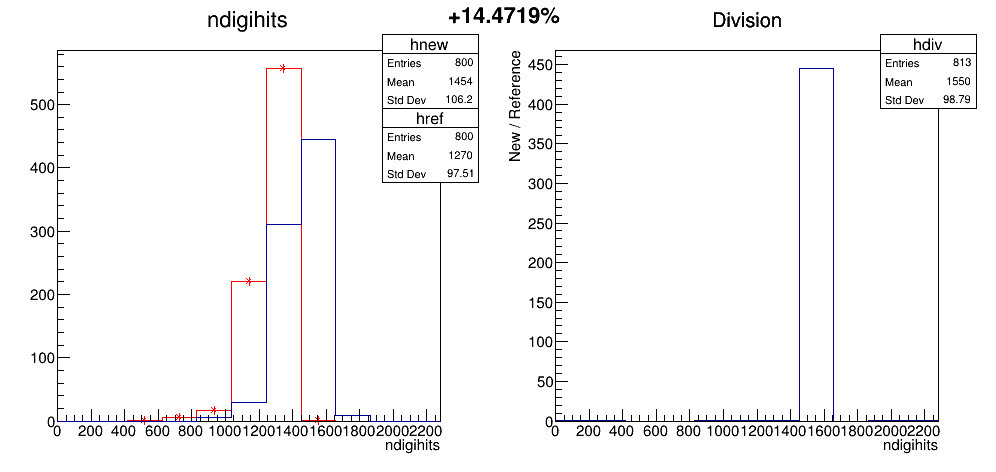 ndigihits
+14.4719%
Division
hnew
Entries 800
Mean 1454
Std Dev 106.2
href
Entries 800
Mean 1270
Std Dev 97.51
500
400
300
200
100
0
0 200 400 600 800 1000 1200 1400 1600 1800 2000 2200
ndigihits
hdiv
Entries 813
Mean 1550
Std Dev 98.79
New / Reference
450
400
350
300
250
200
150
100
50
0
0 200 400 600 800 1000 1200 1400 1600 1800 2000 2200
ndigihits